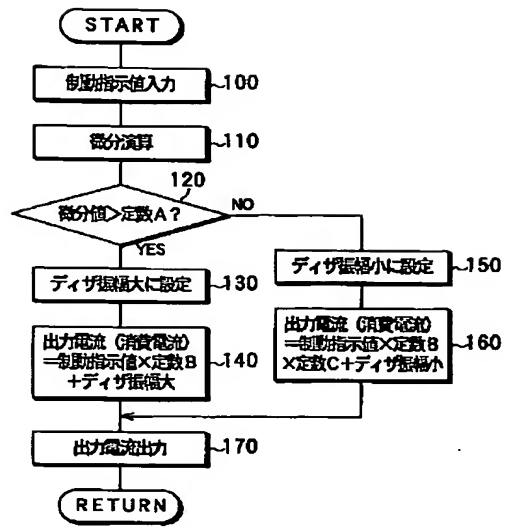 START
制動指示値入力
100
微分演算
110
120
微分値>定数A?
NO
YES
ディザ振幅大に設定
130
ディザ振幅小に設定
150
出力電流(消費電流)
=制動指示値×定数B
+ディザ振幅大
140
出力電流(消費電流)
=制動指示値×定数B
×定数C+ディザ振幅小
160
出力電流出力
170
RETURN